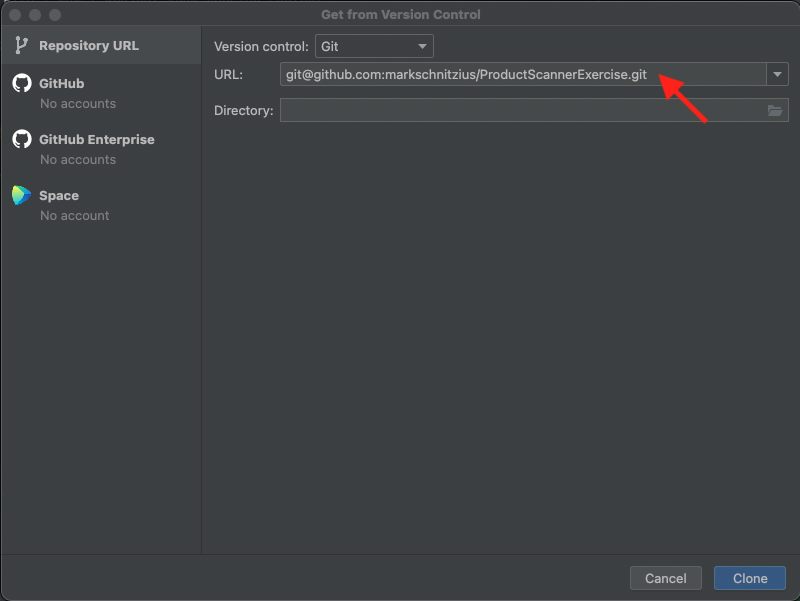 Get from Version Control
Repository URL
GitHub
No accounts
GitHub Enterprise
No accounts
Space
No account
Version control: Git
URL: git@github.com:markschnitzius/ProductScannerExercise.git
Directory:
Cancel Clone